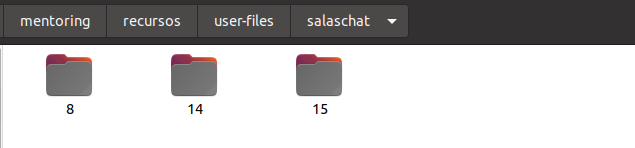 mentoring recursos user-files salaschat
8 14 15